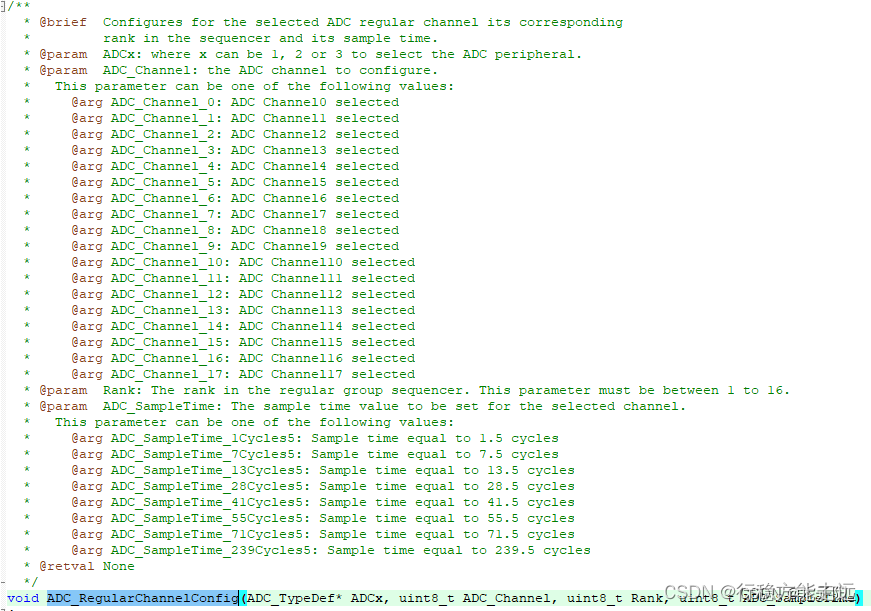 /**
  * @brief  Configures for the selected ADC regular channel its corresponding
  *         rank in the sequencer and its sample time.
  * @param  ADCx: where x can be 1, 2 or 3 to select the ADC peripheral.
  * @param  ADC_Channel: the ADC channel to configure.
  *   This parameter can be one of the following values:
  *     @arg ADC_Channel_0: ADC Channel0 selected
  *     @arg ADC_Channel_1: ADC Channel1 selected
  *     @arg ADC_Channel_2: ADC Channel2 selected
  *     @arg ADC_Channel_3: ADC Channel3 selected
  *     @arg ADC_Channel_4: ADC Channel4 selected
  *     @arg ADC_Channel_5: ADC Channel5 selected
  *     @arg ADC_Channel_6: ADC Channel6 selected
  *     @arg ADC_Channel_7: ADC Channel7 selected
  *     @arg ADC_Channel_8: ADC Channel8 selected
  *     @arg ADC_Channel_9: ADC Channel9 selected
  *     @arg ADC_Channel_10: ADC Channel10 selected
  *     @arg ADC_Channel_11: ADC Channel11 selected
  *     @arg ADC_Channel_12: ADC Channel12 selected
  *     @arg ADC_Channel_13: ADC Channel13 selected
  *     @arg ADC_Channel_14: ADC Channel14 selected
  *     @arg ADC_Channel_15: ADC Channel15 selected
  *     @arg ADC_Channel_16: ADC Channel16 selected
  *     @arg ADC_Channel_17: ADC Channel17 selected
  * @param  Rank: The rank in the regular group sequencer. This parameter must be between 1 to 16.
  * @param  ADC_SampleTime: The sample time value to be set for the selected channel.
  *   This parameter can be one of the following values:
  *     @arg ADC_SampleTime_1Cycles5: Sample time equal to 1.5 cycles
  *     @arg ADC_SampleTime_7Cycles5: Sample time equal to 7.5 cycles
  *     @arg ADC_SampleTime_13Cycles5: Sample time equal to 13.5 cycles
  *     @arg ADC_SampleTime_28Cycles5: Sample time equal to 28.5 cycles
  *     @arg ADC_SampleTime_41Cycles5: Sample time equal to 41.5 cycles
  *     @arg ADC_SampleTime_55Cycles5: Sample time equal to 55.5 cycles
  *     @arg ADC_SampleTime_71Cycles5: Sample time equal to 71.5 cycles
  *     @arg ADC_SampleTime_239Cycles5: Sample time equal to 239.5 cycles
  * @retval None
  */
void ADC_RegularChannelConfig(ADC_TypeDef* ADCx, uint8_t ADC_Channel, uint8_t Rank, uint8_t ADC_SampleTime)